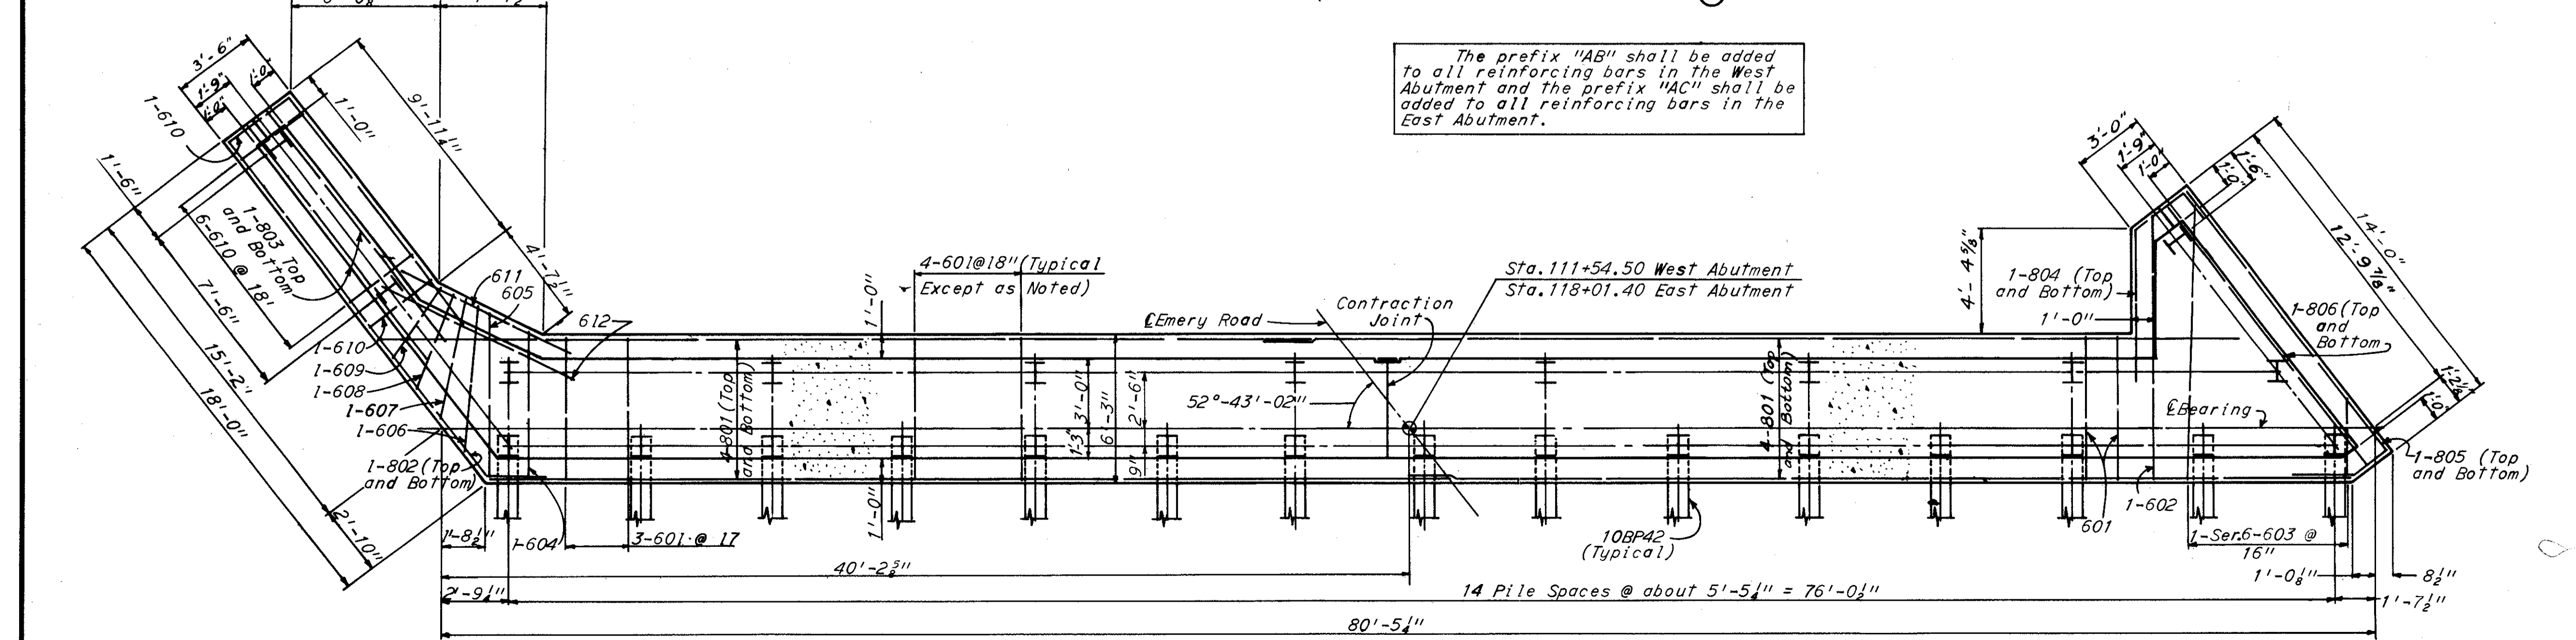 The prefix "AB" shall be added
to all reinforcing bars in the West
Abutment and the prefix "AC" shall be
added to all reinforcing bars in the
East Abutment.
3'-6"
1'-9"
1'-0"
1'-0"
1-610
1'-0"
9'-11¼"
1'-6"
1-803 Top
and Bottom
6-610 @ 18"
7'-6"
15'-2"
18'-0"
2'-10"
4'-7½"
611
605
612
1-610
1-609
1-608
1-607
1-606
1-802 (Top
and Bottom)
1'-8½"
1-604
3-601 @ 17
4-601@18" (Typical
Except as Noted)
1'-0"
4-801 (Top
and Bottom)
1'-0"
3'-0"
1'-3"
2'-6"
9"
6'-3"
℄ Emery Road
Contraction
Joint
52°-43'-02"
Sta. 111+54.50 West Abutment
Sta. 118+01.40 East Abutment
4-801 (Top
and Bottom)
10BP42
(Typical)
4'-4⅝"
1-804 (Top
and Bottom)
1'-0"
3'-0"
1'-9"
1'-0"
1'-6"
1'-0"
14'-0"
12'-9⅞"
1-806 (Top
and
Bottom
℄ Bearing
1'-0"
1-805 (Top
and Bottom)
601
1-602
1-Ser.6-603 @
16"
1'-0⅛"
8½"
1'-7½"
40'-2⅝"
2'-9¼"
14 Pile Spaces @ about 5'-5¼" = 76'-0½"
80'-5¼"